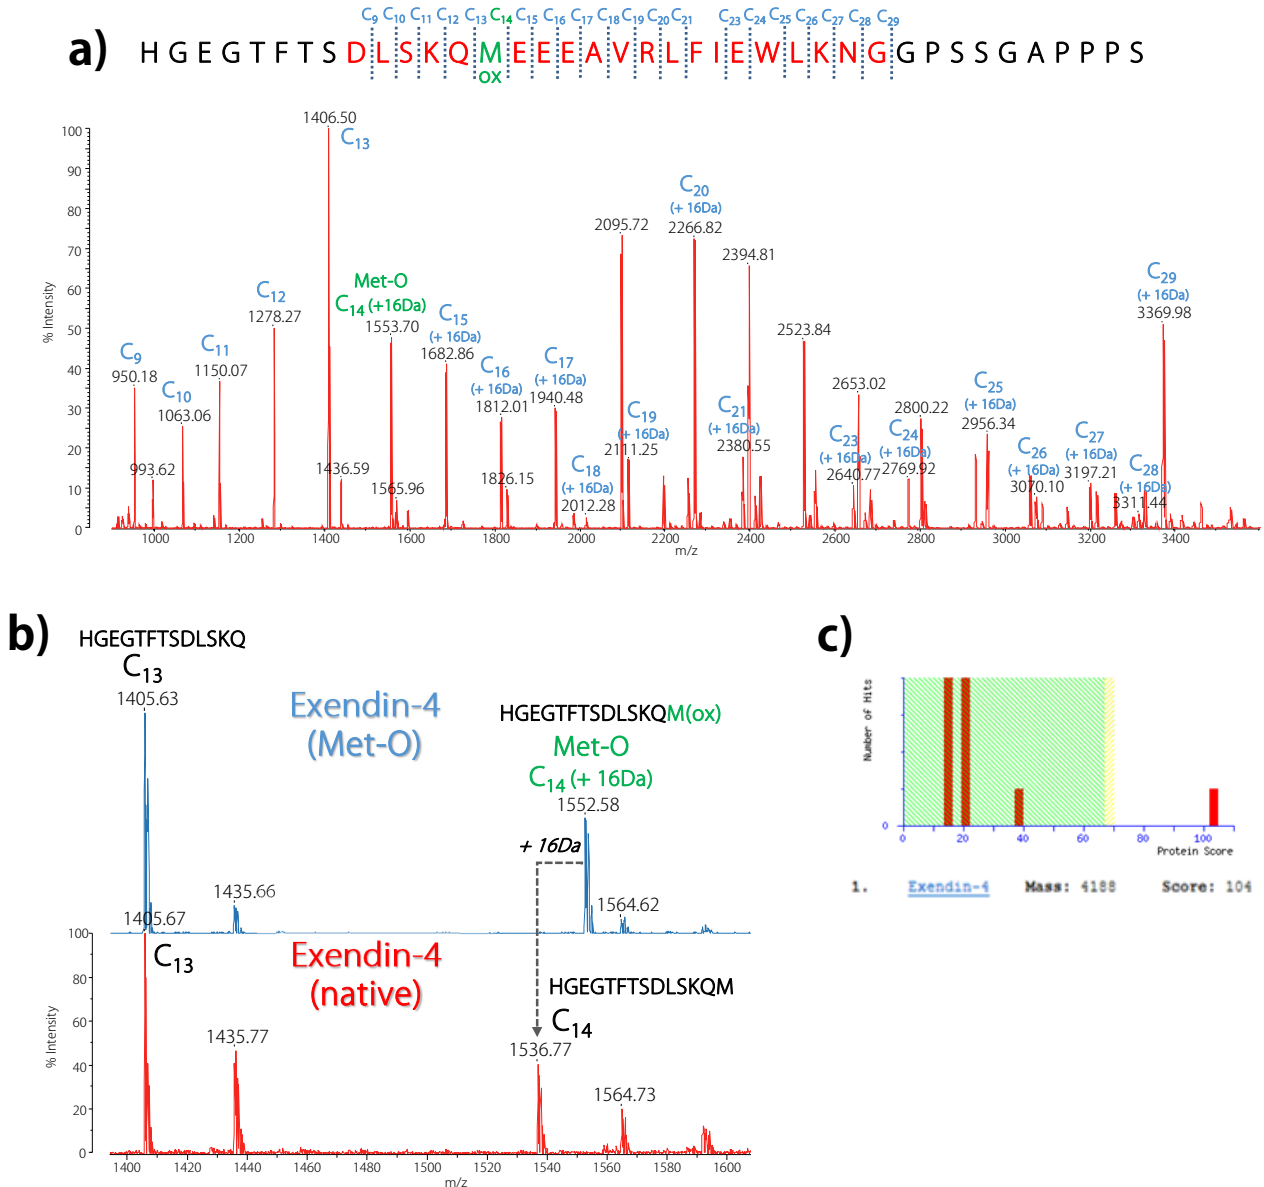 C9 C10 C11 C12 C13 C14 C15 C16 C17 C18 C19 C20 C21 C23 C24 C25 C26 C27 C28 C29
a) HGEGTFTSDLSKQMEEEAVRLFIEWLKNGGPSSGAPPPS
ox
1406.50
C13
C20
(+ 16Da)
2266.82
2095.72
2394.81
C29
(+ 16Da)
3369.98
Met-O
C14 (+16Da)
1553.70
C12
1278.27
C15
(+ 16Da)
1682.86
2523.84
C9
950.18
C11
1150.07
C10
1063.06
C16
(+ 16Da)
1812.01
C17
(+ 16Da)
1940.48
2653.02
2800.22
C25
(+ 16Da)
2956.34
C19
(+ 16Da)
2111.25
C21
(+ 16Da)
2380.55
C23
(+ 16Da)
2640.77
C24
(+ 16Da)
2769.92
C26
(+ 16Da)
3070.10
C27
(+ 16Da)
3197.21
C28
(+ 16Da)
3311.44
993.62
1436.59
1565.96
1826.15
C18
(+ 16Da)
2012.28
% Intensity
100
90
80
70
60
50
40
30
20
10
0
1000 1200 1400 1600 1800 2000 2200 2400 2600 2800 3000 3200 3400
m/z
b)
HGEGTFTSDLSKQ
C13
1405.63
Exendin-4
(Met-O)
HGEGTFTSDLSKQM(ox)
Met-O
C14 (+ 16Da)
1552.58
+ 16Da
1435.66
1564.62
1405.67
C13
Exendin-4
(native)
HGEGTFTSDLSKQM
C14
1435.77
1536.77
1564.73
% Intensity
100
80
60
40
20
0
1400 1420 1440 1460 1480 1500 1520 1540 1560 1580 1600
m/z
c)
Number of Hits
0
0 20 40 60 80 100
Protein Score
1. Exendin-4 Mass: 4188 Score: 104